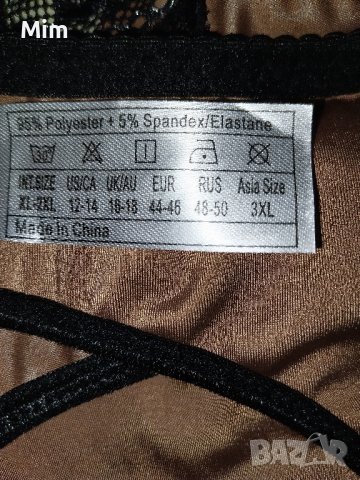 Mim
95% Polyester + 5% Spandex/Elastane
INT.SIZE US/CA UK/AU EUR RUS Asia Size
XL-2XL 12-14 16-18 44-46 48-50 3XL
Made In China
BAZAR